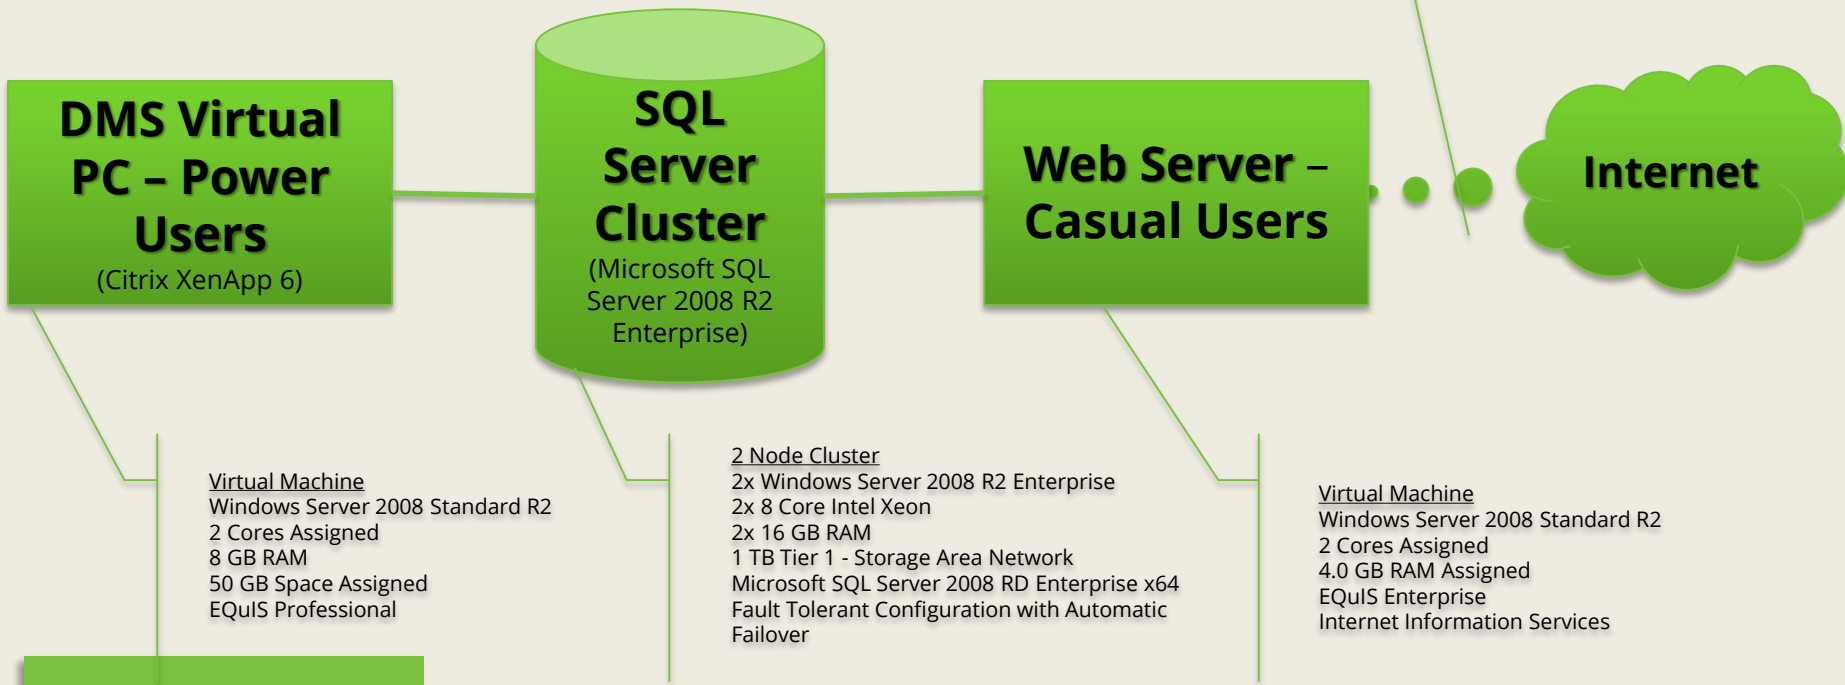 DMS Virtual
PC – Power
Users
(Citrix XenApp 6)
SQL
Server
Cluster
(Microsoft SQL
Server 2008 R2
Enterprise)
Web Server –
Casual Users
Internet
Virtual Machine
Windows Server 2008 Standard R2
2 Cores Assigned
8 GB RAM
50 GB Space Assigned
EQuIS Professional
2 Node Cluster
2x Windows Server 2008 R2 Enterprise
2x 8 Core Intel Xeon
2x 16 GB RAM
1 TB Tier 1 - Storage Area Network
Microsoft SQL Server 2008 RD Enterprise x64
Fault Tolerant Configuration with Automatic
Failover
Virtual Machine
Windows Server 2008 Standard R2
2 Cores Assigned
4.0 GB RAM Assigned
EQuIS Enterprise
Internet Information Services